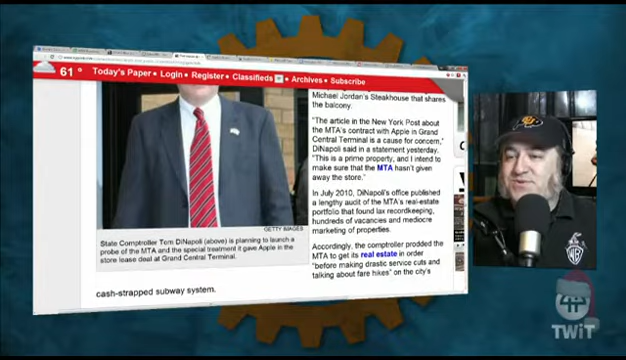 61°
Today's Paper • Login • Register • Classifieds • Archives • Subscribe
Michael Jordan's Steakhouse that shares
the balcony.
"The article in the New York Post about
the MTA's contract with Apple in Grand
Central Terminal is a cause for concern,"
DiNapoli said in a statement yesterday.
"This is a prime property, and I intend to
make sure that the MTA hasn't given
away the store."
In July 2010, DiNapoli's office published
a lengthy audit of the MTA's real-estate
portfolio that found lax recordkeeping,
hundreds of vacancies and mediocre
marketing of properties.
Accordingly, the comptroller prodded the
MTA to get its real estate in order
"before making drastic service cuts and
talking about fare hikes" on the city's
GETTY IMAGES
State Comptroller Tom DiNapoli (above) is planning to launch a
probe of the MTA and the special treatment it gave Apple in the
store lease deal at Grand Central Terminal.
cash-strapped subway system.
TWiT